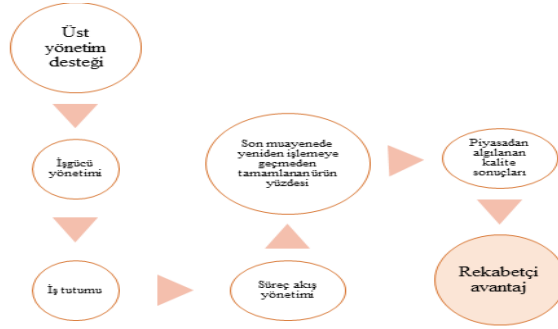 Üst
yönetim
desteği
İşgücü
yönetimi
İş tutumu
Süreç akış
yönetimi
Son muayenede
yeniden işlemeye
geçmeden
tamamlanan ürün
yüzdesi
Piyasadan
algılanan
kalite
sonuçları
Rekabetçi
avantaj